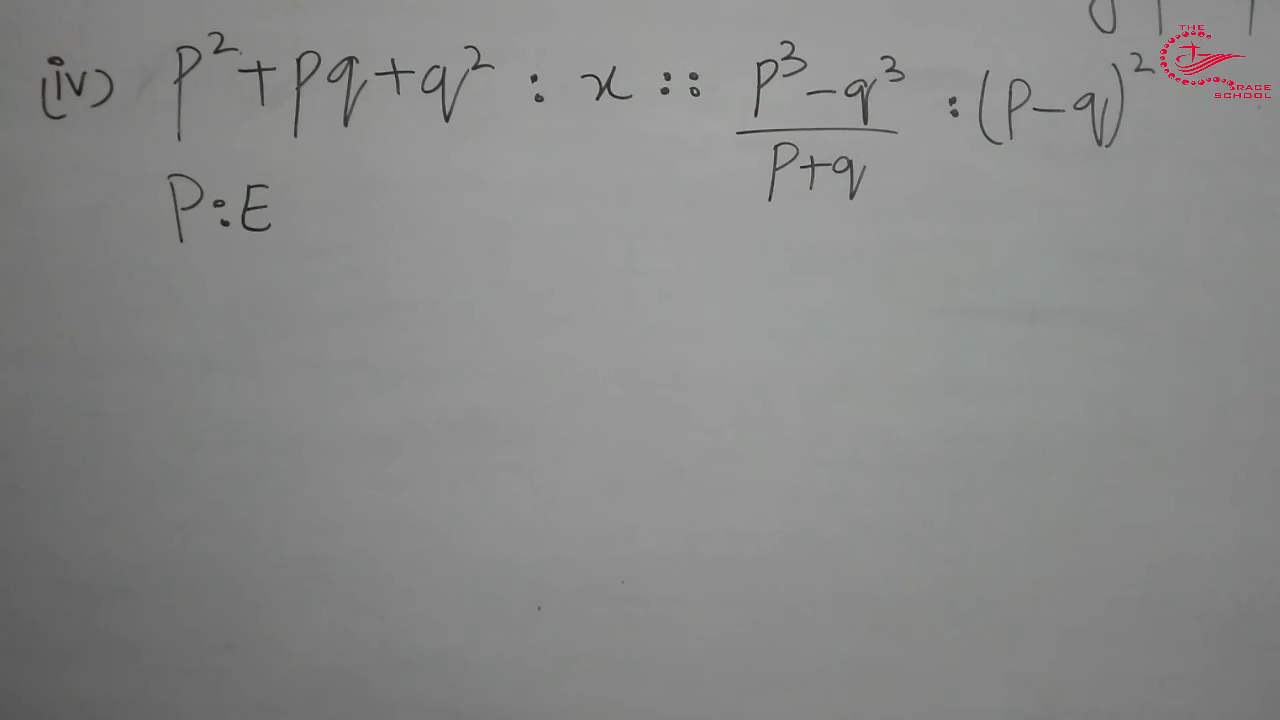 (iv) p² + pq + q² : x :: (p³ - q³)/(p + q) : (p - q)²
P:E
THE
GRACE
SCHOOL